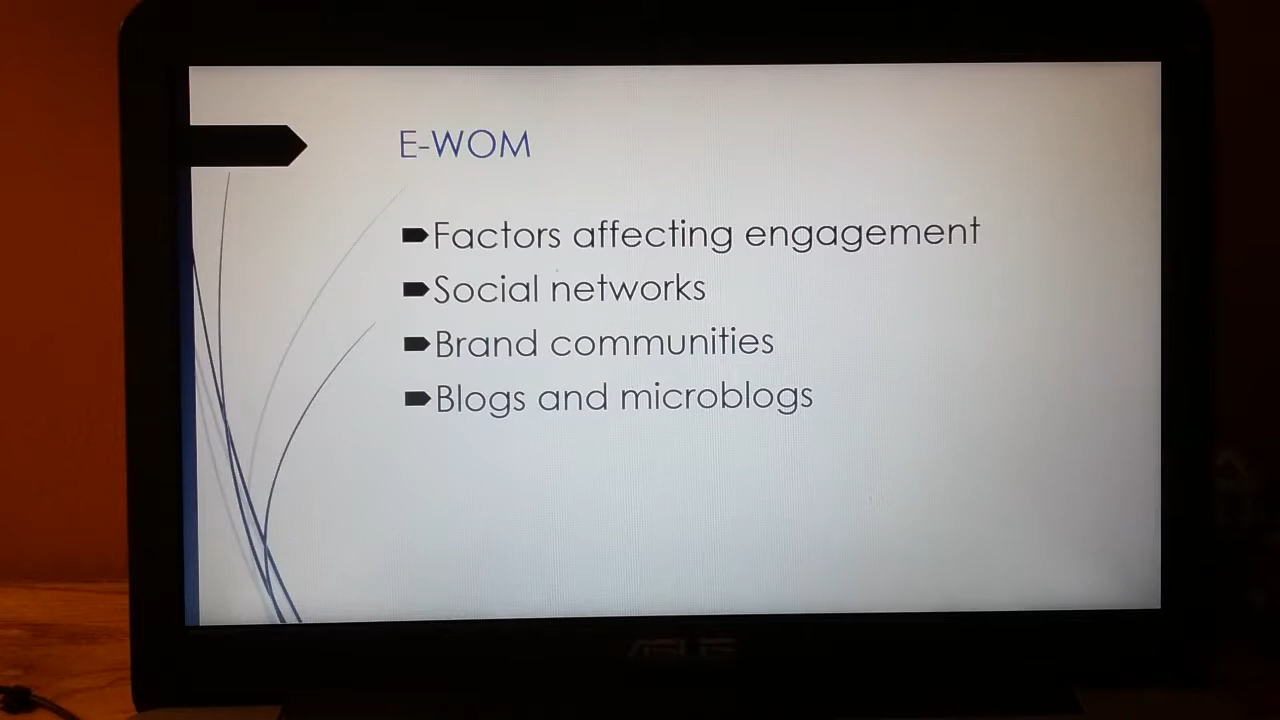 E-WOM
Factors affecting engagement
Social networks
Brand communities
Blogs and microblogs
ASUS